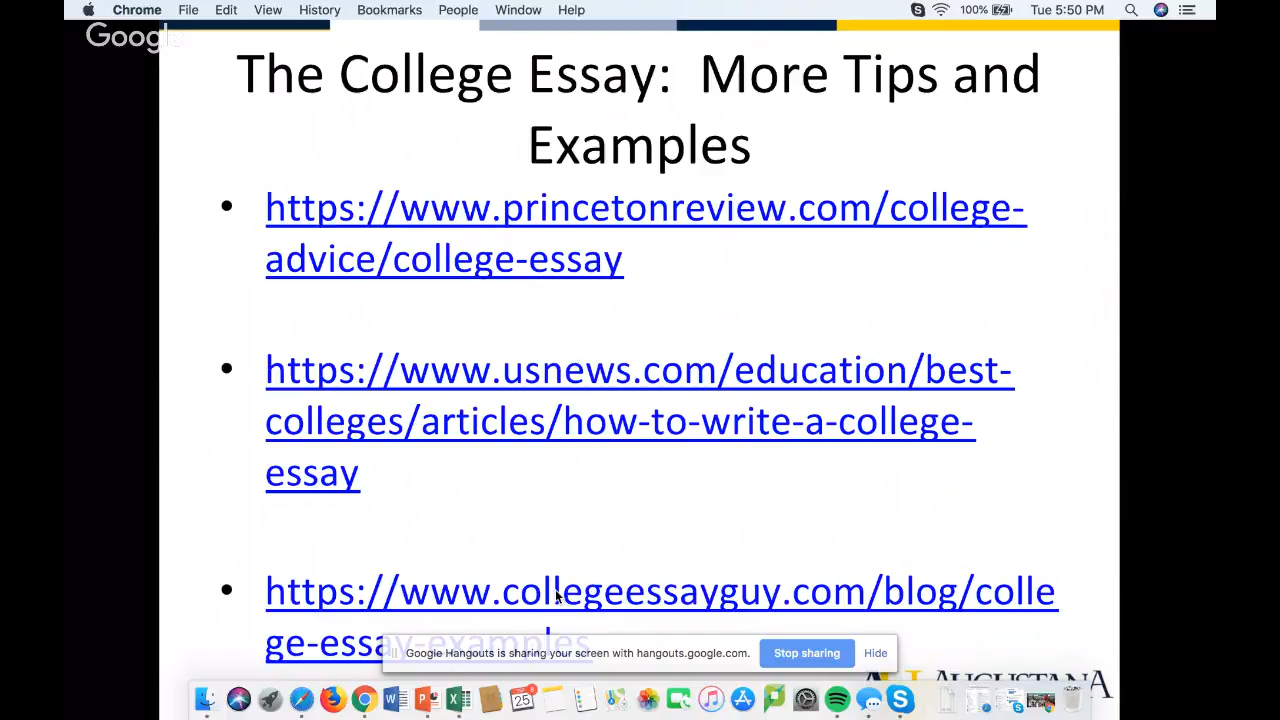 Chrome File Edit View History Bookmarks People Window Help 100% Tue 5:50 PM
Google
The College Essay: More Tips and
Examples
• https://www.princetonreview.com/college-
advice/college-essay
• https://www.usnews.com/education/best-
colleges/articles/how-to-write-a-college-
essay
• https://www.collegeessayguy.com/blog/colle
ge-essay-examples
Google Hangouts is sharing your screen with hangouts.google.com. Stop sharing Hide
AUGUSTANA
25